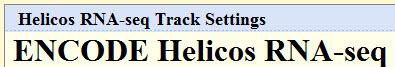 Helicos RNA-seq Track Settings
ENCODE Helicos RNA-seq